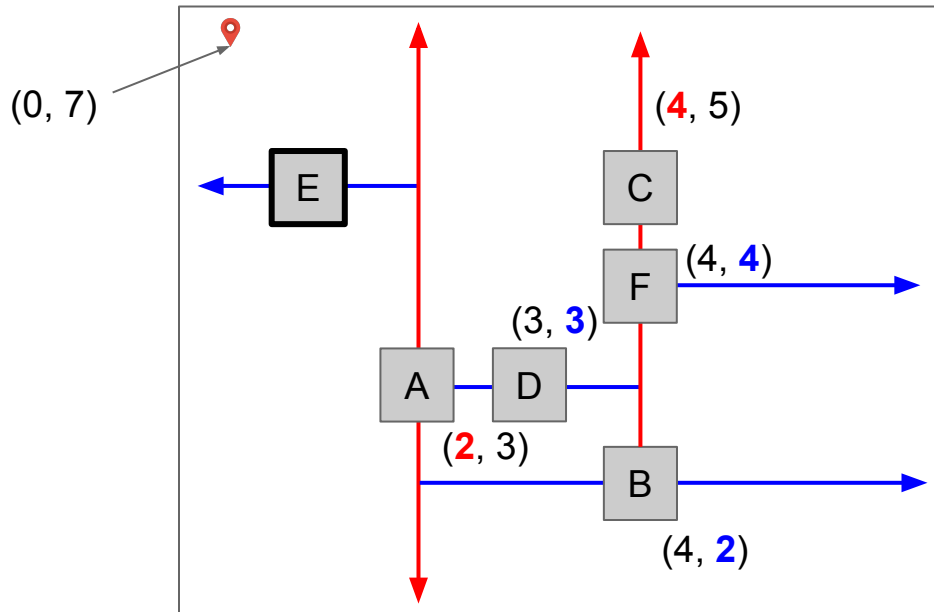 (0, 7)
(4, 5)
E
C
F
(4, 4)
(3, 3)
A
D
(2, 3)
B
(4, 2)